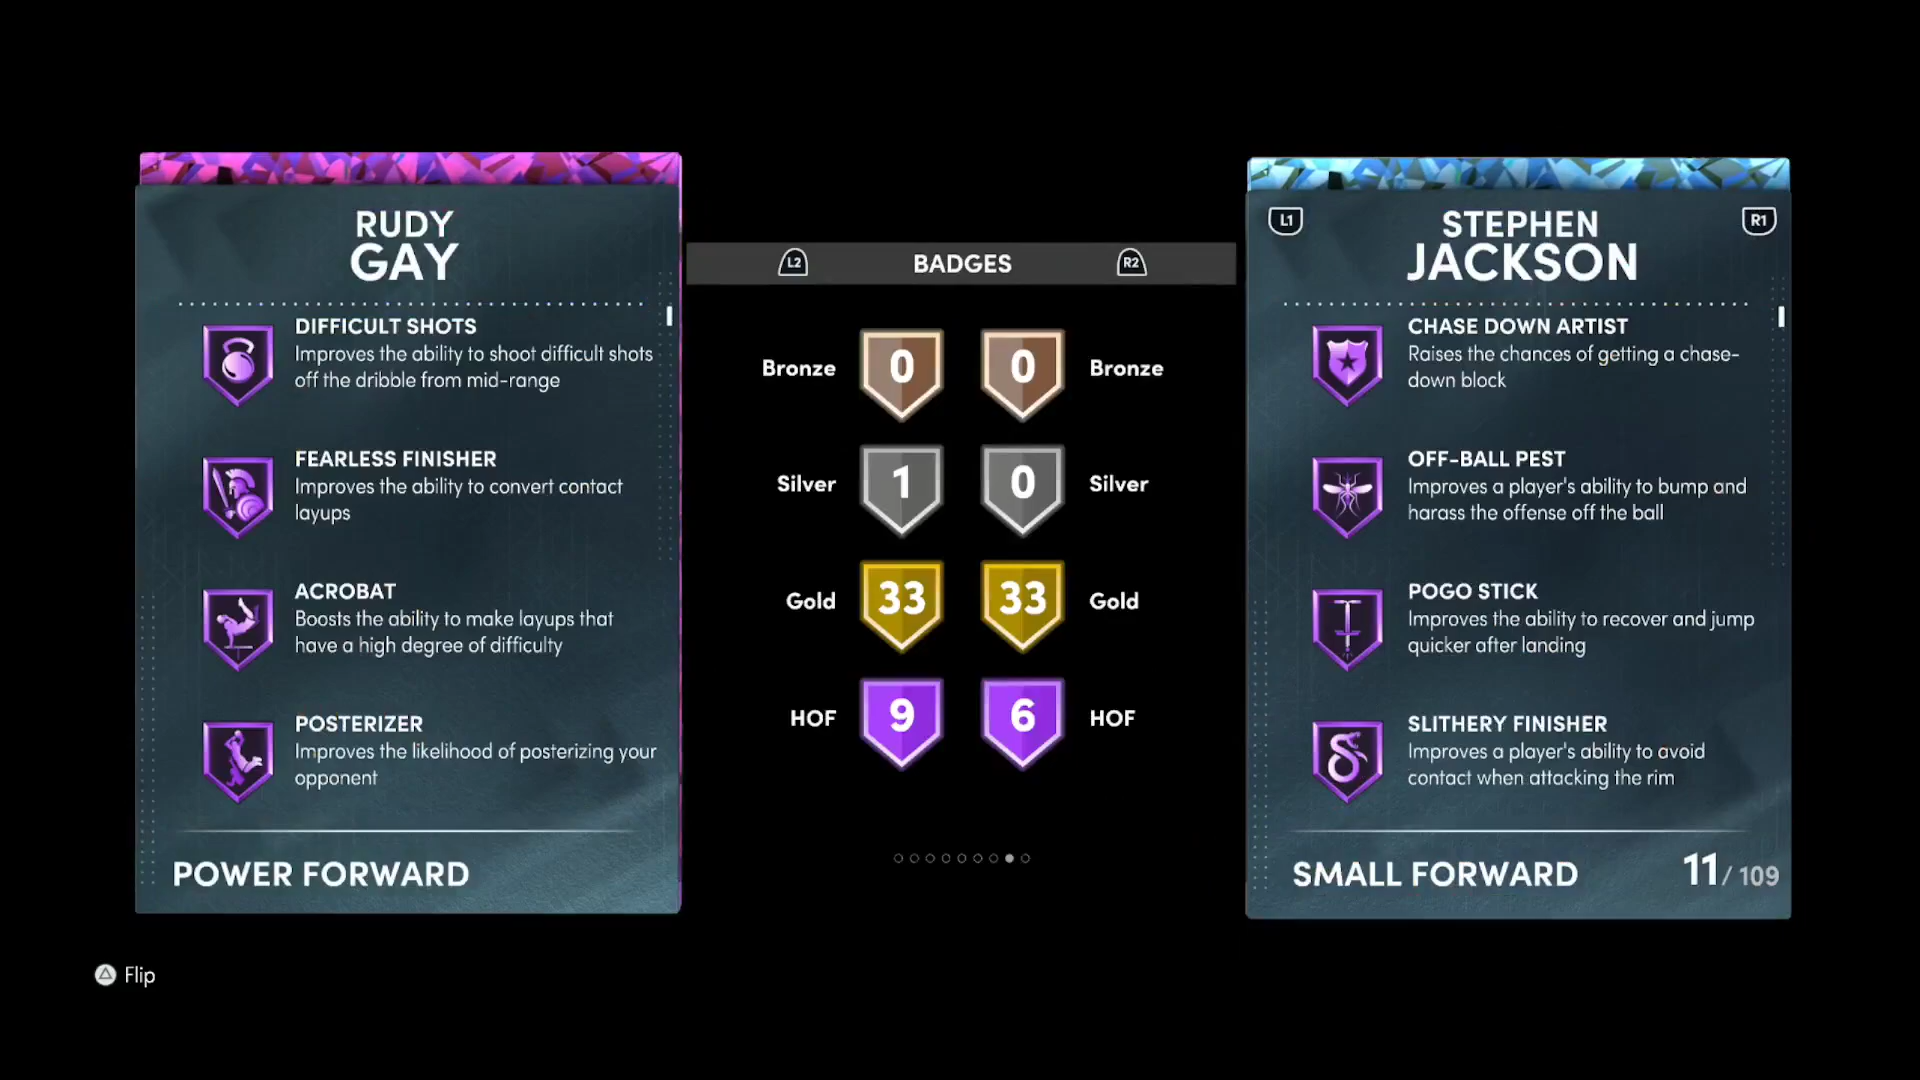 RUDY
GAY
DIFFICULT SHOTS
Improves the ability to shoot difficult shots
off the dribble from mid-range
FEARLESS FINISHER
Improves the ability to convert contact
layups
ACROBAT
Boosts the ability to make layups that
have a high degree of difficulty
POSTERIZER
Improves the likelihood of posterizing your
opponent
POWER FORWARD
L2 BADGES R2
Bronze 0 0 Bronze
Silver 1 0 Silver
Gold 33 33 Gold
HOF 9 6 HOF
L1 STEPHEN R1
JACKSON
CHASE DOWN ARTIST
Raises the chances of getting a chase-
down block
OFF-BALL PEST
Improves a player's ability to bump and
harass the offense off the ball
POGO STICK
Improves the ability to recover and jump
quicker after landing
SLITHERY FINISHER
Improves a player's ability to avoid
contact when attacking the rim
SMALL FORWARD 11/ 109
Flip